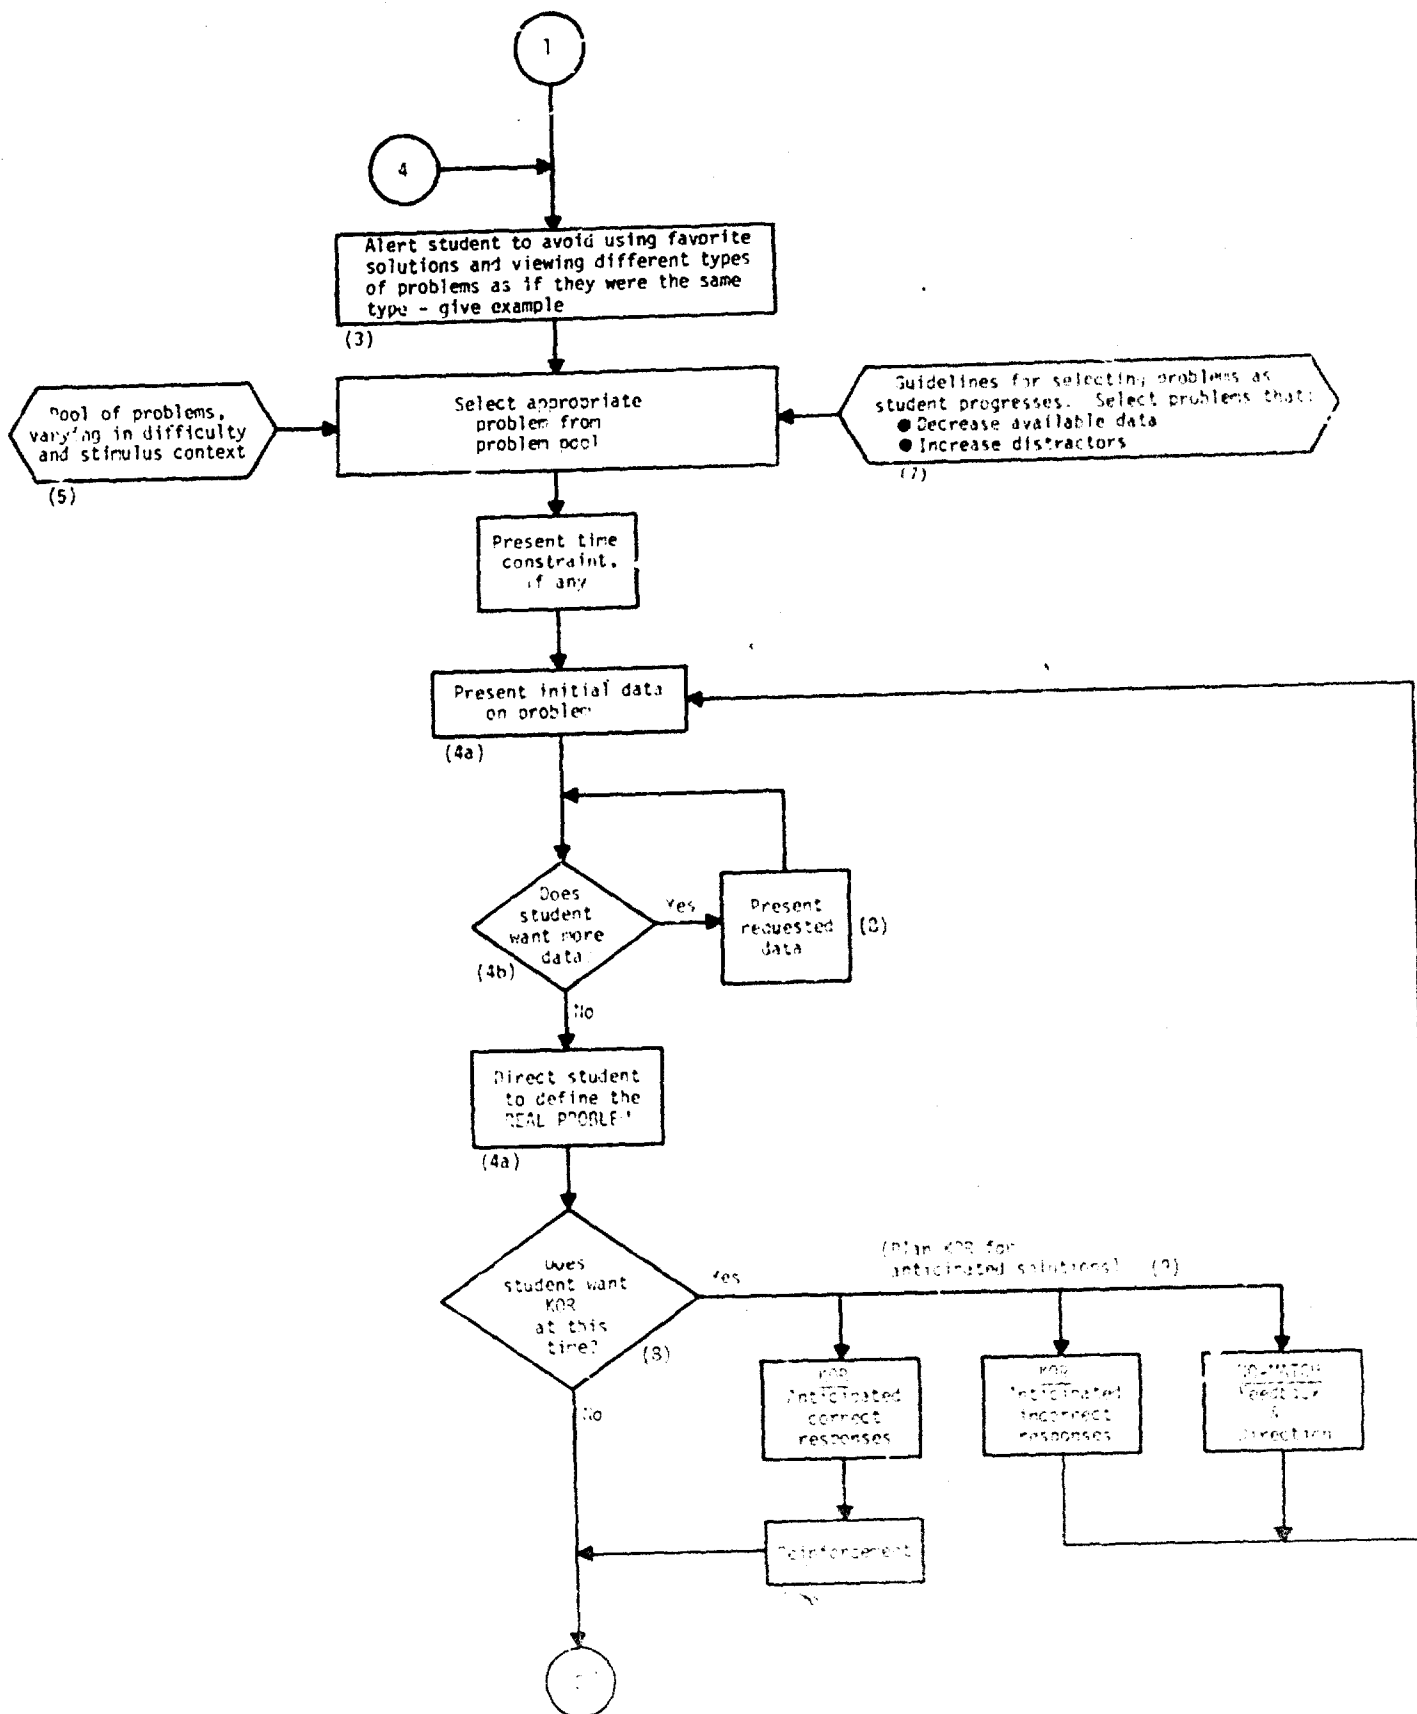 1
4
Alert student to avoid using favorite
solutions and viewing different types
of problems as if they were the same
type - give example
(3)
Pool of problems,
varying in difficulty
and stimulus context
(5)
Select appropriate
problem from
problem pool
Guidelines for selecting problems as
student progresses. Select problems that:
● Decrease available data
● Increase distractors
(7)
Present time
constraint,
if any
Present initial data
on problem
(4a)
Does
student
want more
data
(4b)
Yes
Present
requested
data
No
Direct student
to define the
REAL PROBLEM
(4a)
Does
student want
KOR
at this
time?
(8)
Yes
(Plan KOR for
anticipated solutions)
No
KOR
Anticipated
correct
responses
KOR
Anticipated
incorrect
responses
NO-MATCH
Feedback
&
Direction
Reinforcement